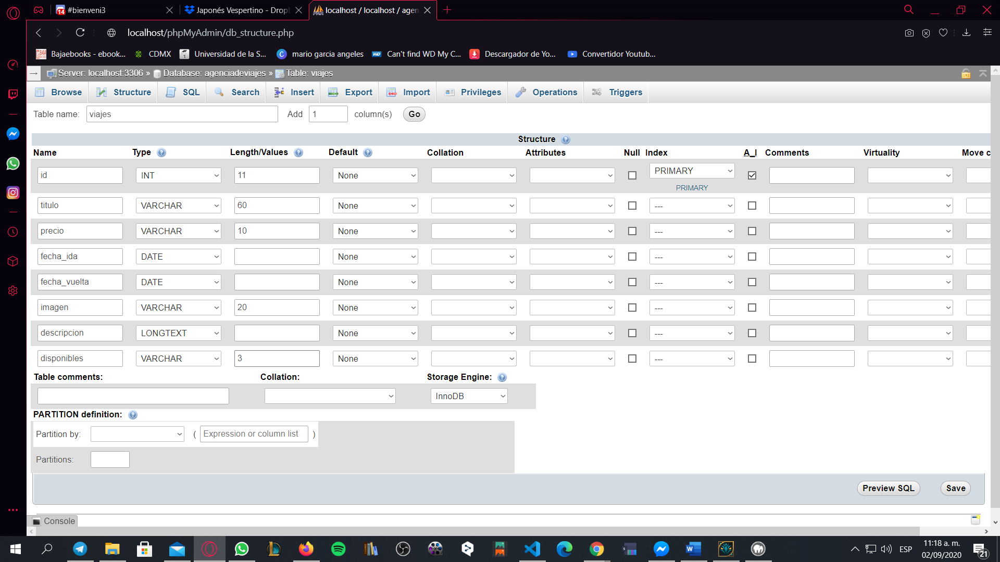 14
#bienveni3
Japonés Vespertino - Dropl
localhost / localhost / agen
localhost/phpMyAdmin/db_structure.php
Bajaebooks - ebook...
CDMX
Universidad de la S...
mario garcia angeles
Can't find WD My C...
Descargador de Yo...
Convertidor Youtub...
Server: localhost:3306 » Database: agenciadeviajes » Table: viajes
Browse
Structure
SQL
Search
Insert
Export
Import
Privileges
Operations
Triggers
Table name: viajes Add 1 column(s) Go
Structure
Name Type Length/Values Default Collation Attributes Null Index A_I Comments Virtuality Move c
id INT 11 None PRIMARY
PRIMARY
titulo VARCHAR 60 None ---
precio VARCHAR 10 None ---
fecha_ida DATE None ---
fecha_vuelta DATE None ---
imagen VARCHAR 20 None ---
descripcion LONGTEXT None ---
disponibles VARCHAR 3 None ---
Table comments: Collation: Storage Engine:
InnoDB
PARTITION definition:
Partition by: ( Expression or column list )
Partitions:
Preview SQL Save
Console
ESP
11:18 a. m.
02/09/2020
21